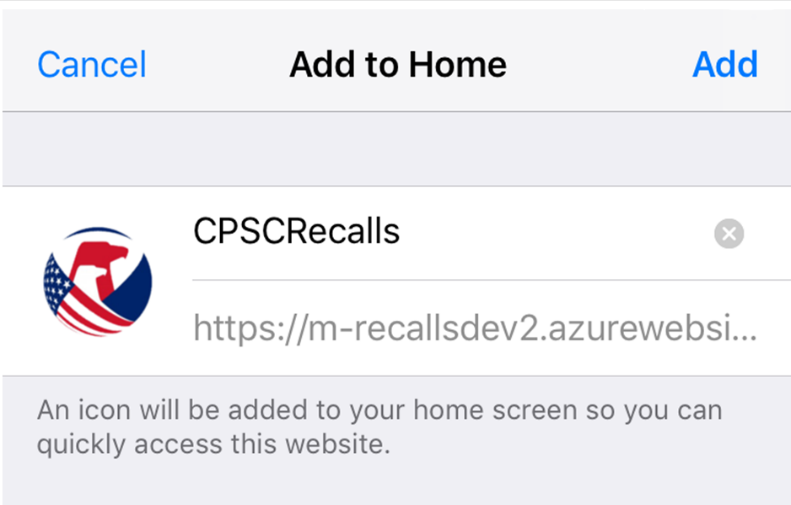 Cancel Add to Home Add
CPSCRecalls
https://m-recallsdev2.azurewebsi...
An icon will be added to your home screen so you can
quickly access this website.